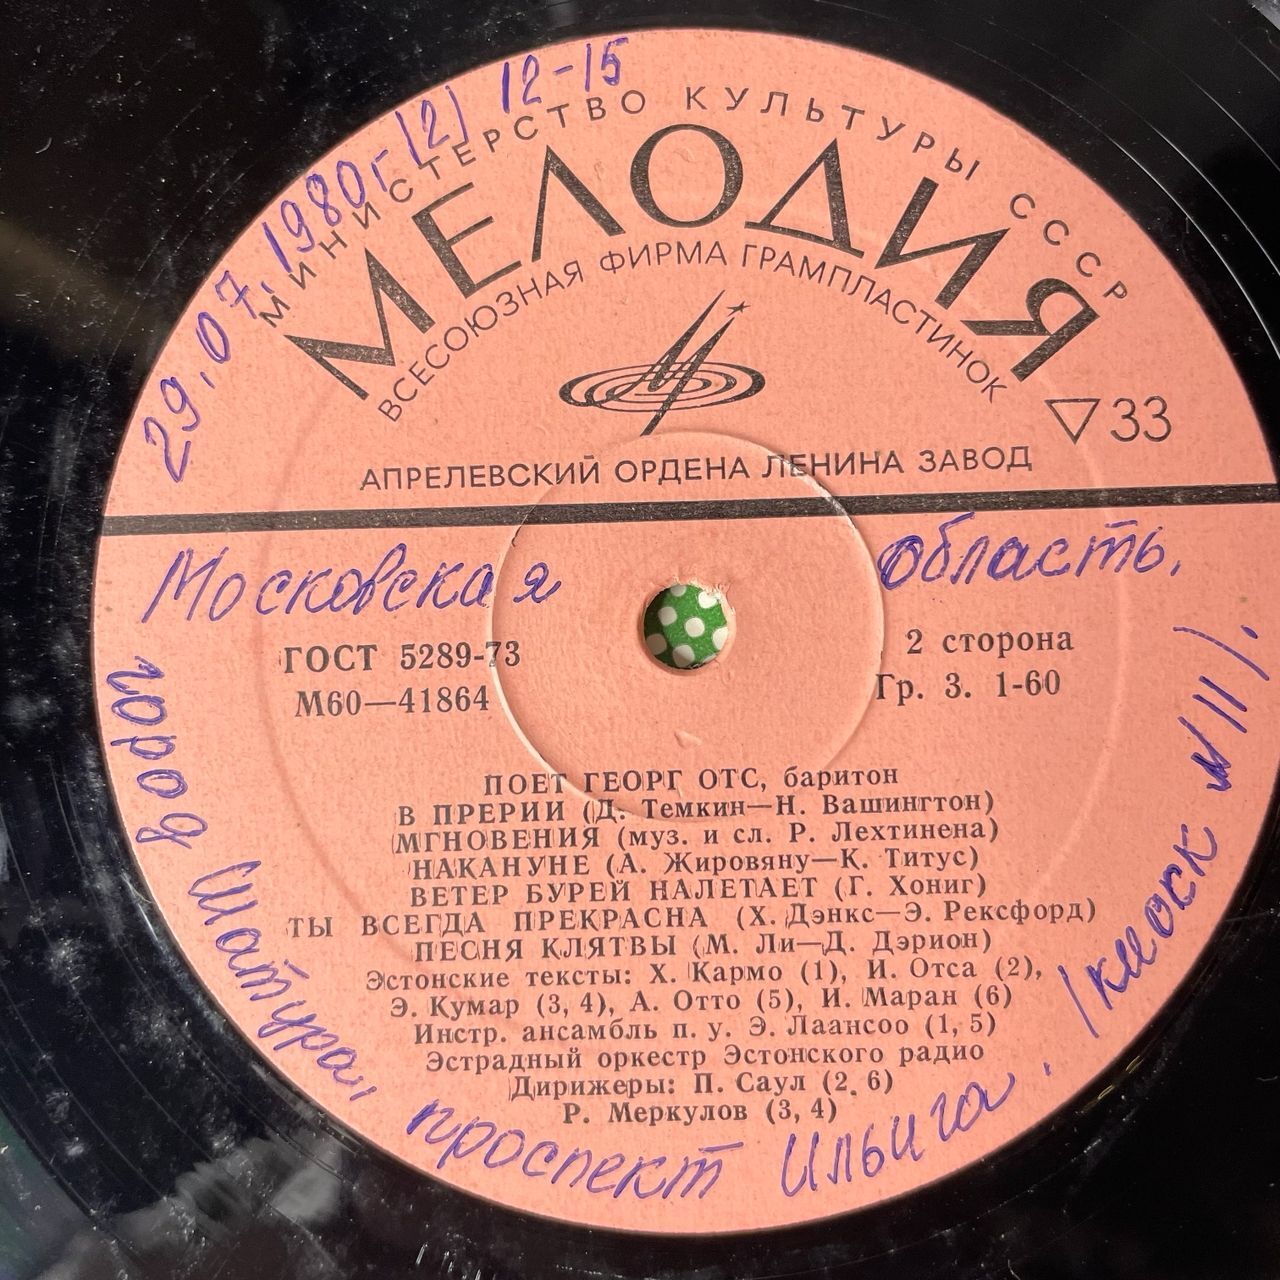 29.07.1980г. (2) 12-15
МИНИСТЕРСТВО КУЛЬТУРЫ СССР
МЕЛОДИЯ
ВСЕСОЮЗНАЯ ФИРМА ГРАМПЛАСТИНОК
33
АПРЕЛЕВСКИЙ ОРДЕНА ЛЕНИНА ЗАВОД
Московская область,
город Шатура, проспект Ильича. (киоск №11).
ГОСТ 5289-73
М60—41864
2 сторона
Гр. 3. 1-60
ПОЕТ ГЕОРГ ОТС, баритон
В ПРЕРИИ (Д. Темкин—Н. Вашингтон)
МГНОВЕНИЯ (муз. и сл. Р. Лехтинена)
НАКАНУНЕ (А. Жировяну—К. Титус)
ВЕТЕР БУРЕЙ НАЛЕТАЕТ (Г. Хониг)
ТЫ ВСЕГДА ПРЕКРАСНА (Х. Дэнкс—Э. Рексфорд)
ПЕСНЯ КЛЯТВЫ (М. Ли—Д. Дэрион)
Эстонские тексты: Х. Кармо (1), И. Отса (2),
Э. Кумар (3, 4), А. Отто (5), И. Маран (6)
Инстр. ансамбль п. у. Э. Лаансоо (1, 5)
Эстрадный оркестр Эстонского радио
Дирижеры: П. Саул (2. 6)
Р. Меркулов (3, 4)